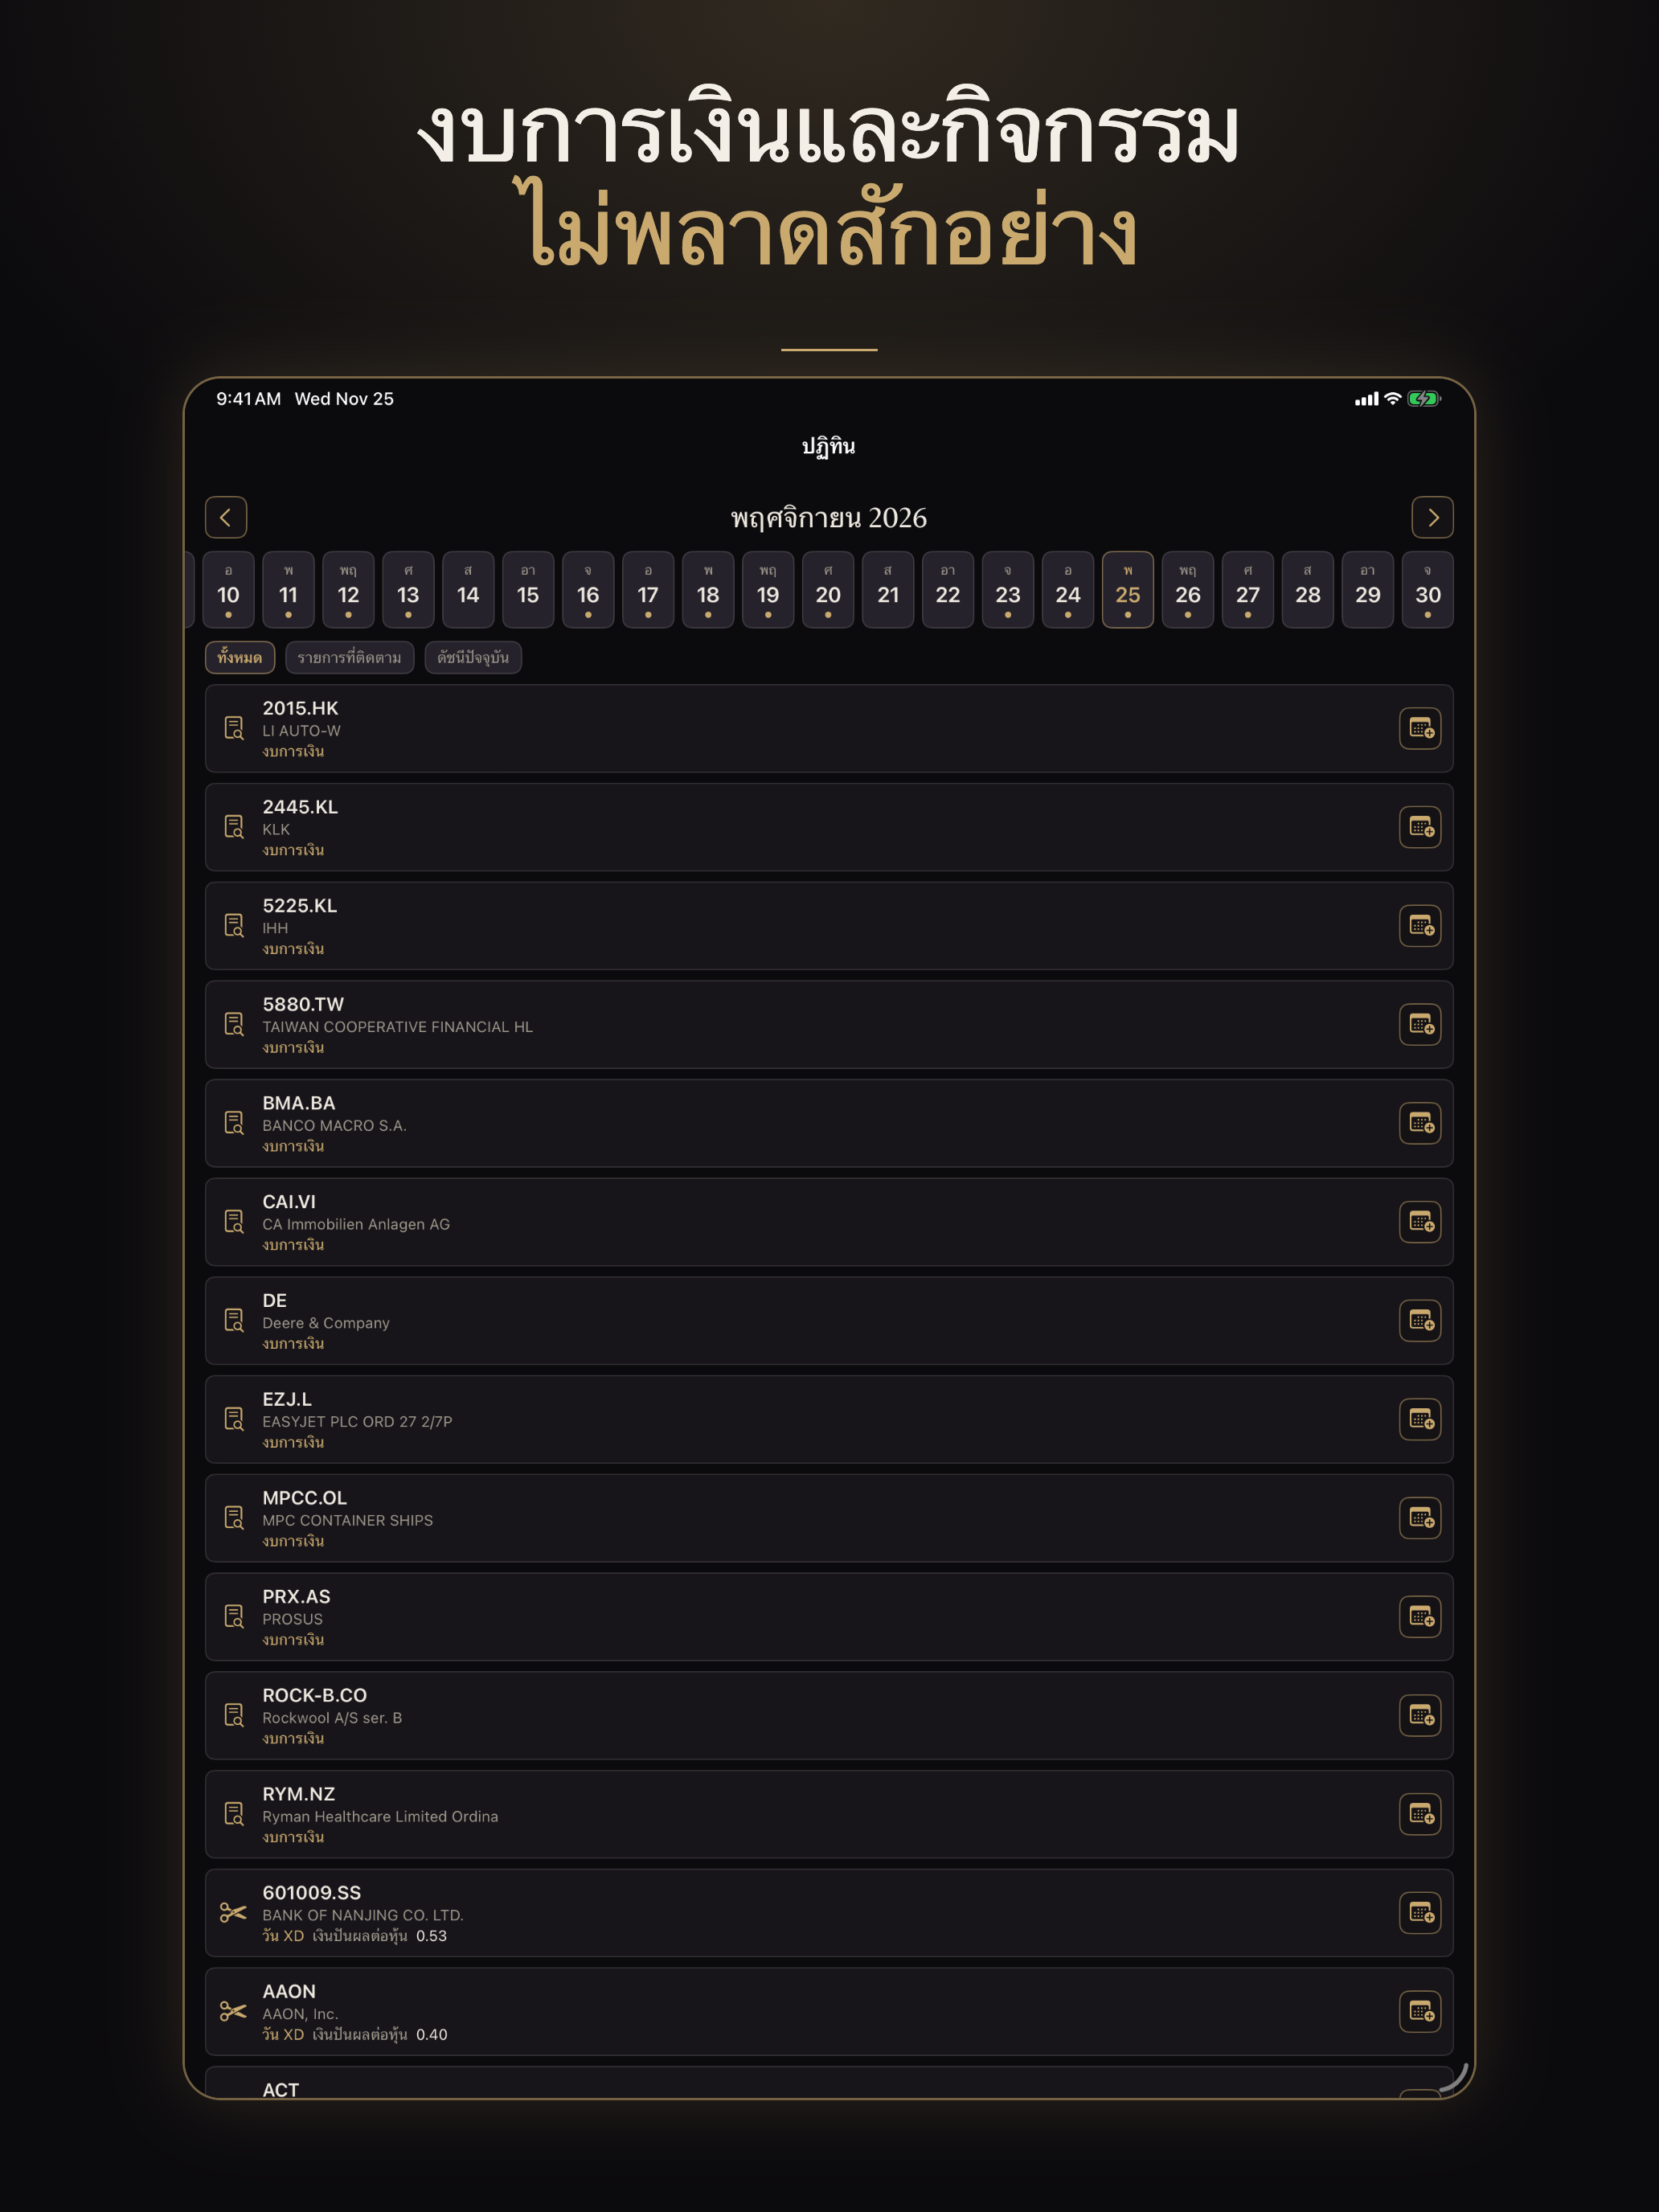 งบการเงินและกิจกรรม
ไม่พลาดสักอย่าง
9:41 AM Wed Nov 25
ปฏิทิน
พฤศจิกายน 2026
อ พ พฤ ศ ส อา จ อ พ พฤ ศ ส อา จ อ พ พฤ ศ ส อา จ
10 11 12 13 14 15 16 17 18 19 20 21 22 23 24 25 26 27 28 29 30
ทั้งหมด รายการที่ติดตาม ดัชนีปัจจุบัน
2015.HK
LI AUTO-W
งบการเงิน
2445.KL
KLK
งบการเงิน
5225.KL
IHH
งบการเงิน
5880.TW
TAIWAN COOPERATIVE FINANCIAL HL
งบการเงิน
BMA.BA
BANCO MACRO S.A.
งบการเงิน
CAI.VI
CA Immobilien Anlagen AG
งบการเงิน
DE
Deere & Company
งบการเงิน
EZJ.L
EASYJET PLC ORD 27 2/7P
งบการเงิน
MPCC.OL
MPC CONTAINER SHIPS
งบการเงิน
PRX.AS
PROSUS
งบการเงิน
ROCK-B.CO
Rockwool A/S ser. B
งบการเงิน
RYM.NZ
Ryman Healthcare Limited Ordina
งบการเงิน
601009.SS
BANK OF NANJING CO. LTD.
วัน XD เงินปันผลต่อหุ้น 0.53
AAON
AAON, Inc.
วัน XD เงินปันผลต่อหุ้น 0.40
ACT